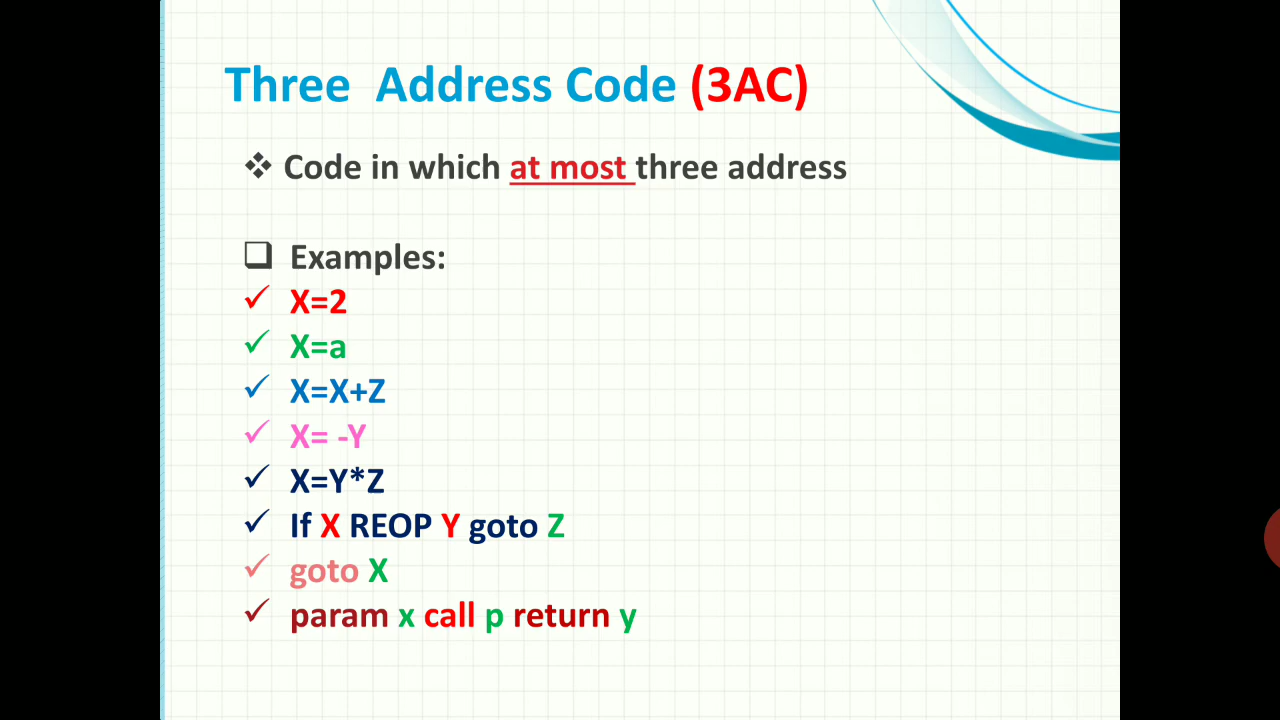 Three Address Code (3AC)
Code in which at most three address
Examples:
X=2
X=a
X=X+Z
X= -Y
X=Y*Z
If X REOP Y goto Z
goto X
param x call p return y